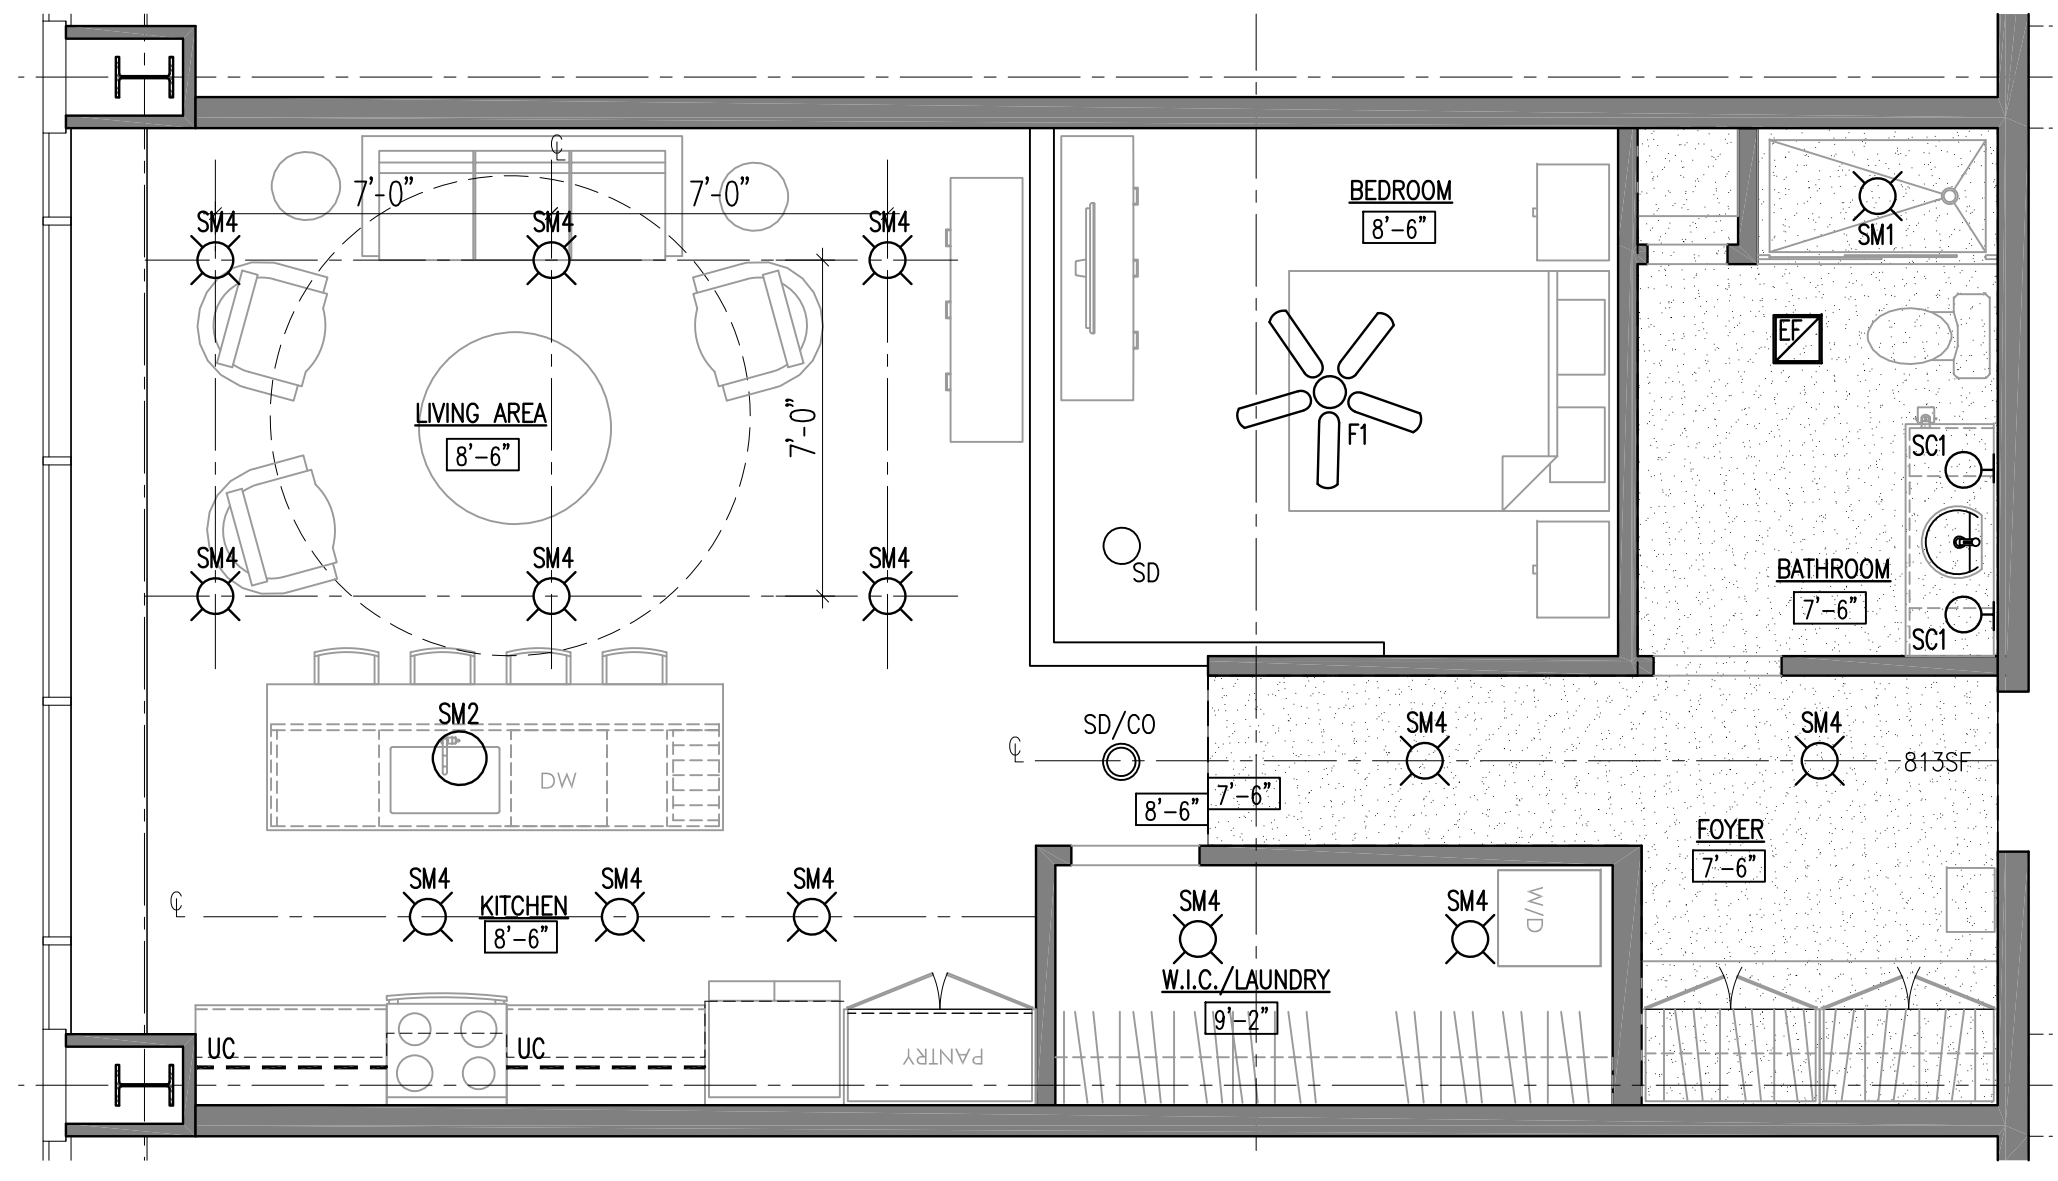 ℄
7'-0" 7'-0"
SM4 SM4 SM4
LIVING AREA
8'-6"
7'-0"
SM4 SM4 SM4
BEDROOM
8'-6"
F1
SD
SM1
EF
SC1
BATHROOM
7'-6"
SC1
SM2
DW
SD/CO
℄
SM4 SM4
813SF
8'-6" 7'-6"
FOYER
7'-6"
℄
SM4 SM4 SM4
KITCHEN
8'-6"
SM4 SM4
W/D
W.I.C./LAUNDRY
9'-2"
UC UC
PANTRY